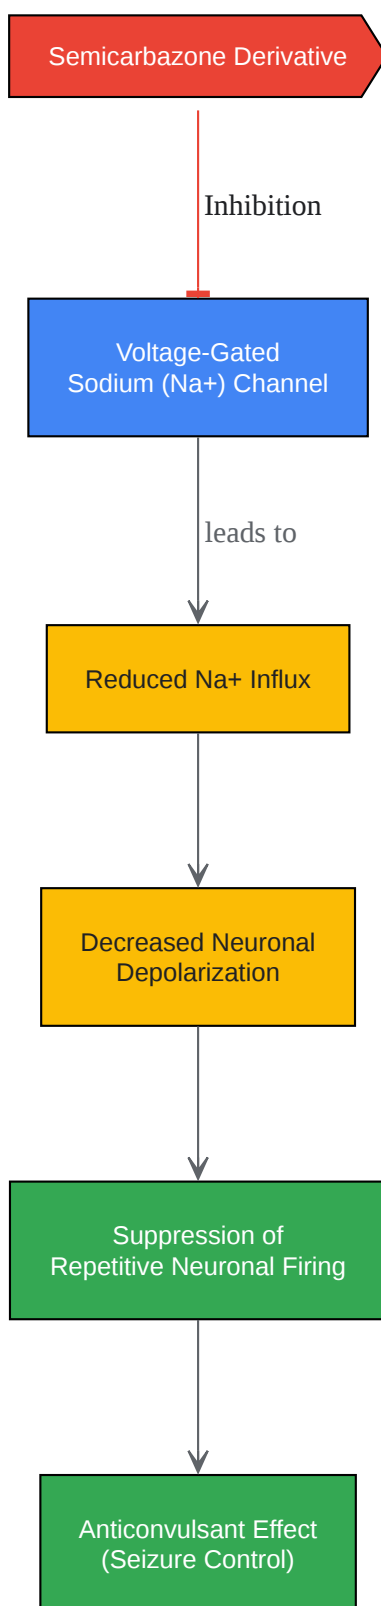 Semicarbazone Derivative
Inhibition
Voltage-Gated
Sodium (Na+) Channel
leads to
Reduced Na+ Influx
Decreased Neuronal
Depolarization
Suppression of
Repetitive Neuronal Firing
Anticonvulsant Effect
(Seizure Control)